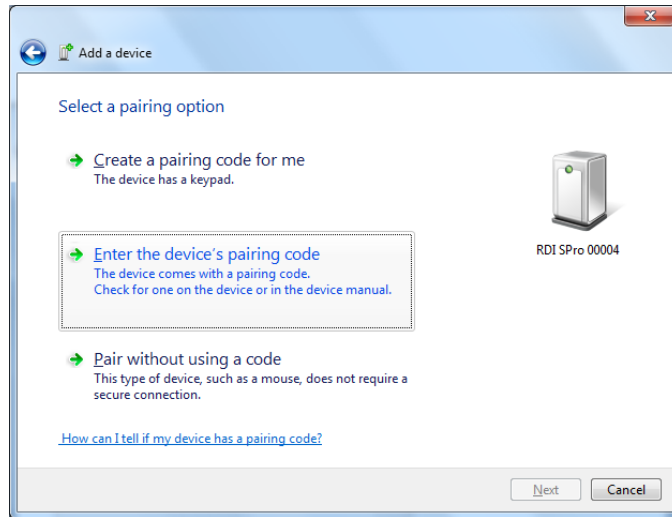 Add a device
Select a pairing option
Create a pairing code for me
The device has a keypad.
Enter the device's pairing code
The device comes with a pairing code.
Check for one on the device or in the device manual.
RDI SPro 00004
Pair without using a code
This type of device, such as a mouse, does not require a
secure connection.
How can I tell if my device has a pairing code?
Next
Cancel